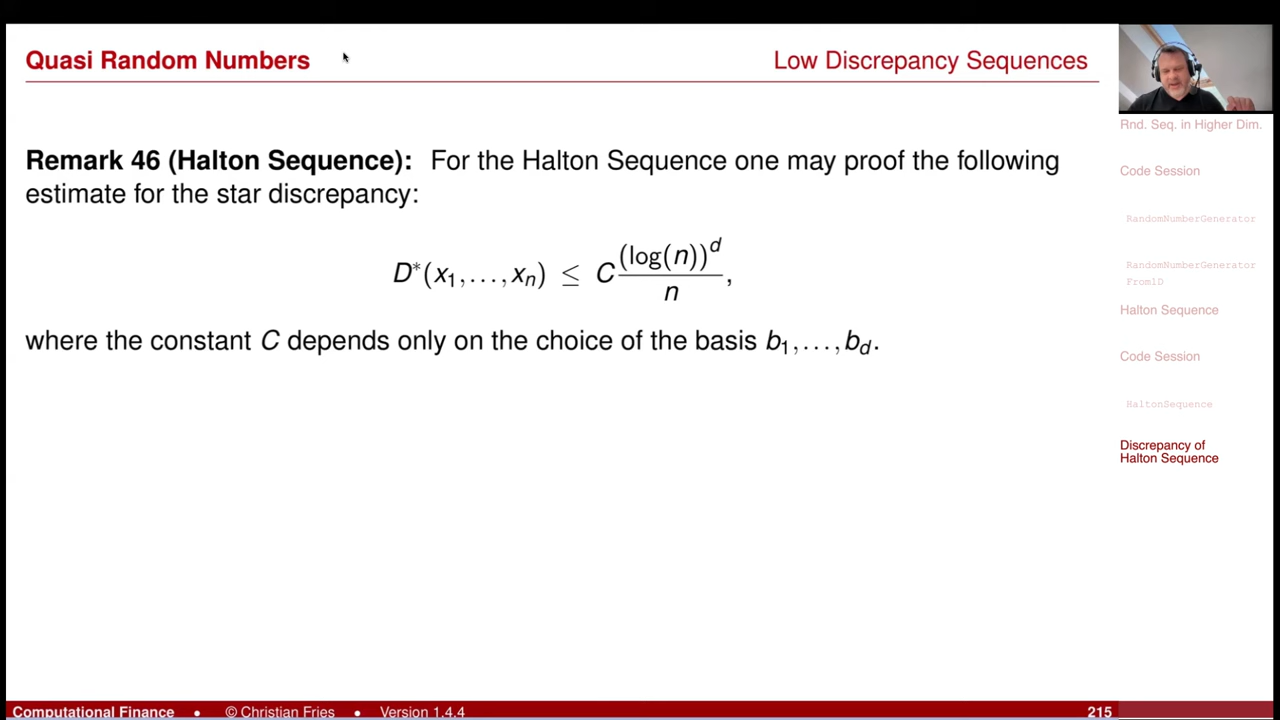 Quasi Random Numbers
Low Discrepancy Sequences
Remark 46 (Halton Sequence): For the Halton Sequence one may proof the following
estimate for the star discrepancy:
D*(x₁,...,xₙ) ≤ C (log(n))ᵈ / n,
where the constant C depends only on the choice of the basis b₁,...,b_d.
Rnd. Seq. in Higher Dim.
Code Session
RandomNumberGenerator
RandomNumberGenerator
From1D
Halton Sequence
Code Session
HaltonSequence
Discrepancy of
Halton Sequence
Computational Finance • © Christian Fries • Version 1.4.4
215